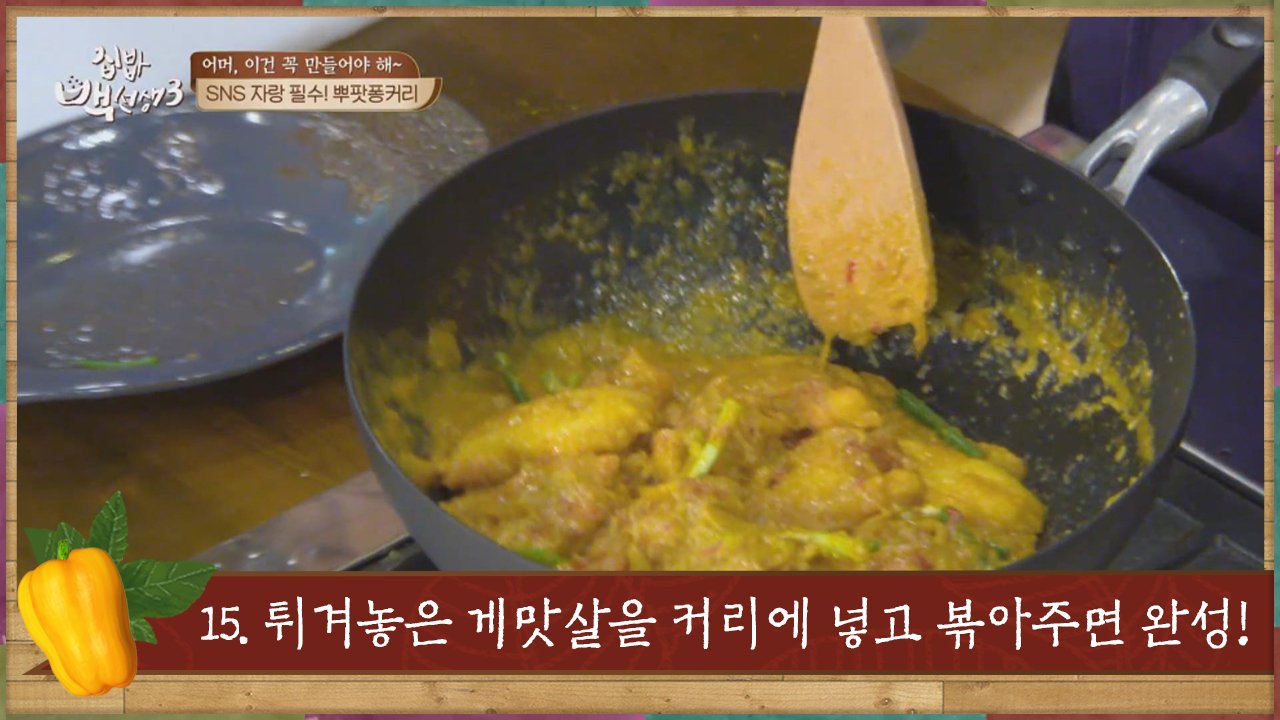 집밥
백선생3
어머, 이건 꼭 만들어야 해~
SNS 자랑 필수! 뿌팟퐁커리
15. 튀겨놓은 게맛살을 커리에 넣고 볶아주면 완성!